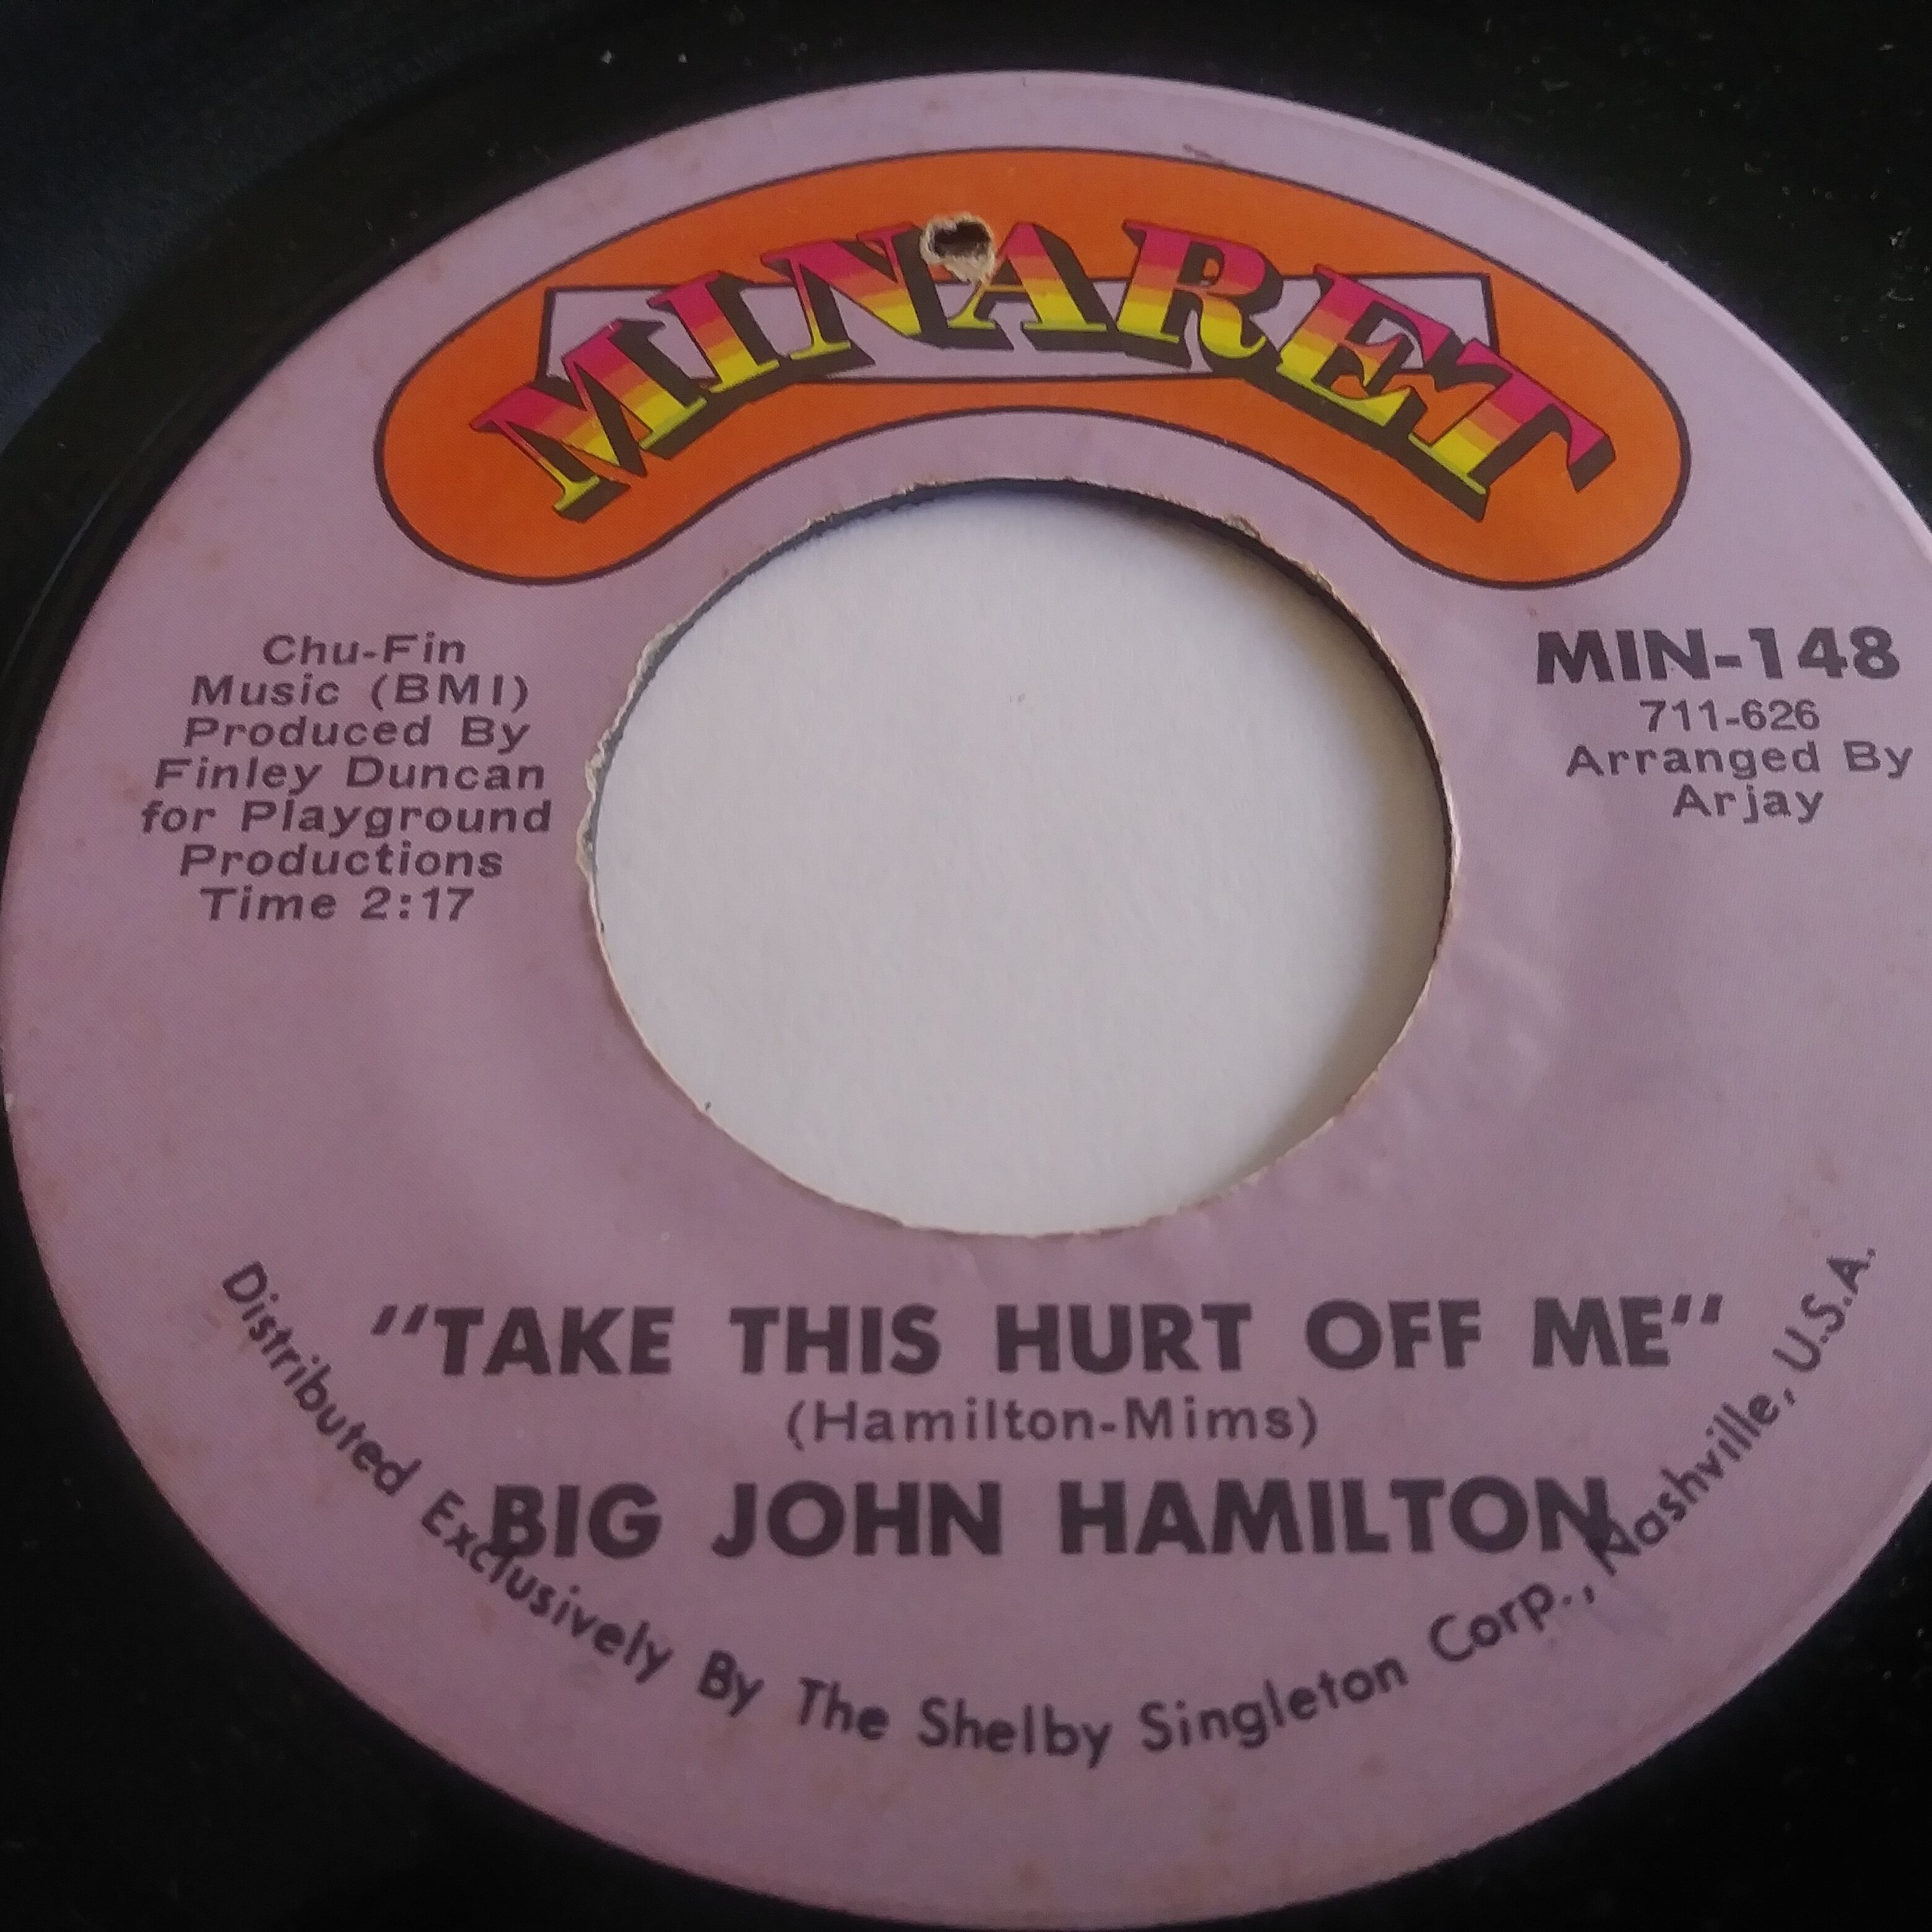 MINARET
Chu-Fin
Music (BMI)
Produced By
Finley Duncan
for Playground
Productions
Time 2:17
MIN-148
711-626
Arranged By
Arjay
"TAKE THIS HURT OFF ME"
(Hamilton-Mims)
BIG JOHN HAMILTON
Distributed Exclusively By The Shelby Singleton Corp., Nashville, U.S.A.